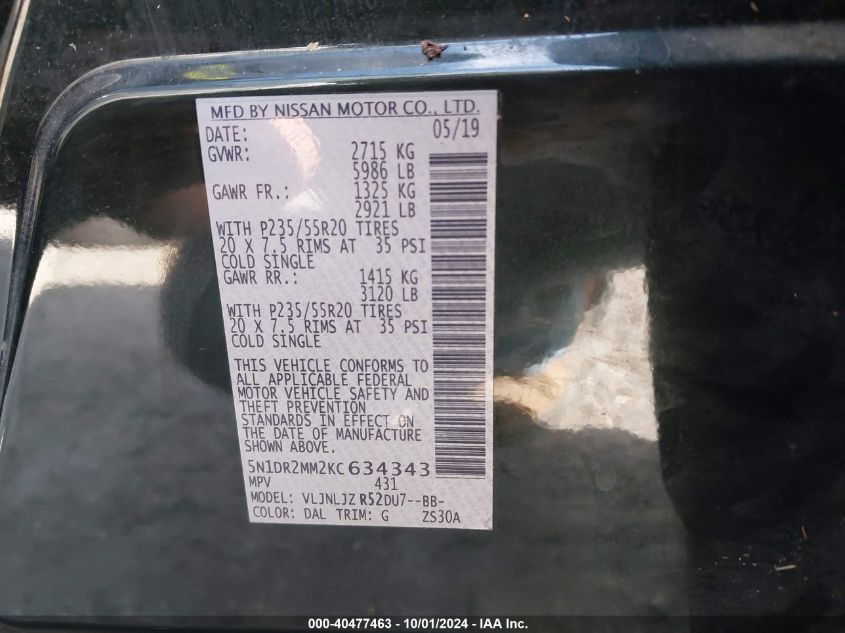 MFD BY NISSAN MOTOR CO., LTD.
DATE: 05/19
GVWR: 2715 KG
5986 LB
GAWR FR.: 1325 KG
2921 LB
WITH P235/55R20 TIRES
20 X 7.5 RIMS AT 35 PSI
COLD SINGLE
GAWR RR.: 1415 KG
3120 LB
WITH P235/55R20 TIRES
20 X 7.5 RIMS AT 35 PSI
COLD SINGLE
THIS VEHICLE CONFORMS TO
ALL APPLICABLE FEDERAL
MOTOR VEHICLE SAFETY AND
THEFT PREVENTION
STANDARDS IN EFFECT ON
THE DATE OF MANUFACTURE
SHOWN ABOVE.
5N1DR2MM2KC634343
MPV 431
MODEL: VLJNLJZ R52DU7--BB-
COLOR: DAL TRIM: G ZS30A
000-40477463 - 10/01/2024 - IAA Inc.